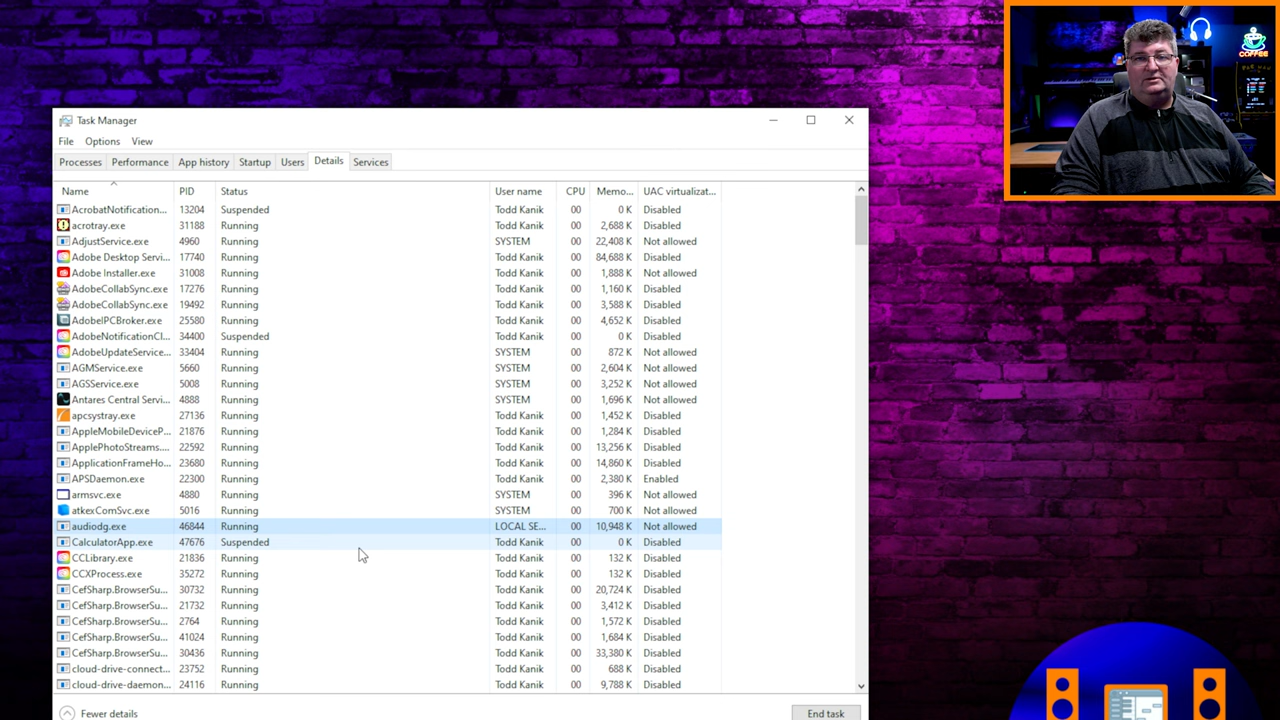 COFFEE
Task Manager
File Options View
Processes Performance App history Startup Users Details Services
Name PID Status User name CPU Memo... UAC virtualizat...
AcrobatNotification... 13204 Suspended Todd Kanik 00 0 K Disabled
acrotray.exe 31188 Running Todd Kanik 00 2,688 K Disabled
AdjustService.exe 4960 Running SYSTEM 00 22,408 K Not allowed
Adobe Desktop Servi... 17740 Running Todd Kanik 00 84,688 K Disabled
Adobe Installer.exe 31008 Running Todd Kanik 00 1,888 K Not allowed
AdobeCollabSync.exe 17276 Running Todd Kanik 00 1,160 K Disabled
AdobeCollabSync.exe 19492 Running Todd Kanik 00 3,588 K Disabled
AdobeIPCBroker.exe 25580 Running Todd Kanik 00 4,652 K Disabled
AdobeNotificationCl... 34400 Suspended Todd Kanik 00 0 K Disabled
AdobeUpdateService... 33404 Running SYSTEM 00 872 K Not allowed
AGMService.exe 5660 Running SYSTEM 00 2,604 K Not allowed
AGSService.exe 5008 Running SYSTEM 00 3,252 K Not allowed
Antares Central Servi... 4888 Running SYSTEM 00 1,696 K Not allowed
apcsystray.exe 27136 Running Todd Kanik 00 1,452 K Disabled
AppleMobileDeviceP... 21876 Running Todd Kanik 00 1,284 K Disabled
ApplePhotoStreams.... 22592 Running Todd Kanik 00 13,256 K Disabled
ApplicationFrameHo... 23680 Running Todd Kanik 00 14,860 K Disabled
APSDaemon.exe 22300 Running Todd Kanik 00 2,380 K Enabled
armsvc.exe 4880 Running SYSTEM 00 396 K Not allowed
atkexComSvc.exe 5016 Running SYSTEM 00 700 K Not allowed
audiodg.exe 46844 Running LOCAL SE... 00 10,948 K Not allowed
CalculatorApp.exe 47676 Suspended Todd Kanik 00 0 K Disabled
CCLibrary.exe 21836 Running Todd Kanik 00 132 K Disabled
CCXProcess.exe 35272 Running Todd Kanik 00 132 K Disabled
CefSharp.BrowserSu... 30732 Running Todd Kanik 00 20,724 K Disabled
CefSharp.BrowserSu... 21732 Running Todd Kanik 00 3,412 K Disabled
CefSharp.BrowserSu... 2764 Running Todd Kanik 00 1,572 K Disabled
CefSharp.BrowserSu... 41024 Running Todd Kanik 00 1,684 K Disabled
CefSharp.BrowserSu... 30436 Running Todd Kanik 00 33,380 K Disabled
cloud-drive-connect... 23752 Running Todd Kanik 00 688 K Disabled
cloud-drive-daemon... 24116 Running Todd Kanik 00 9,788 K Disabled
Fewer details End task